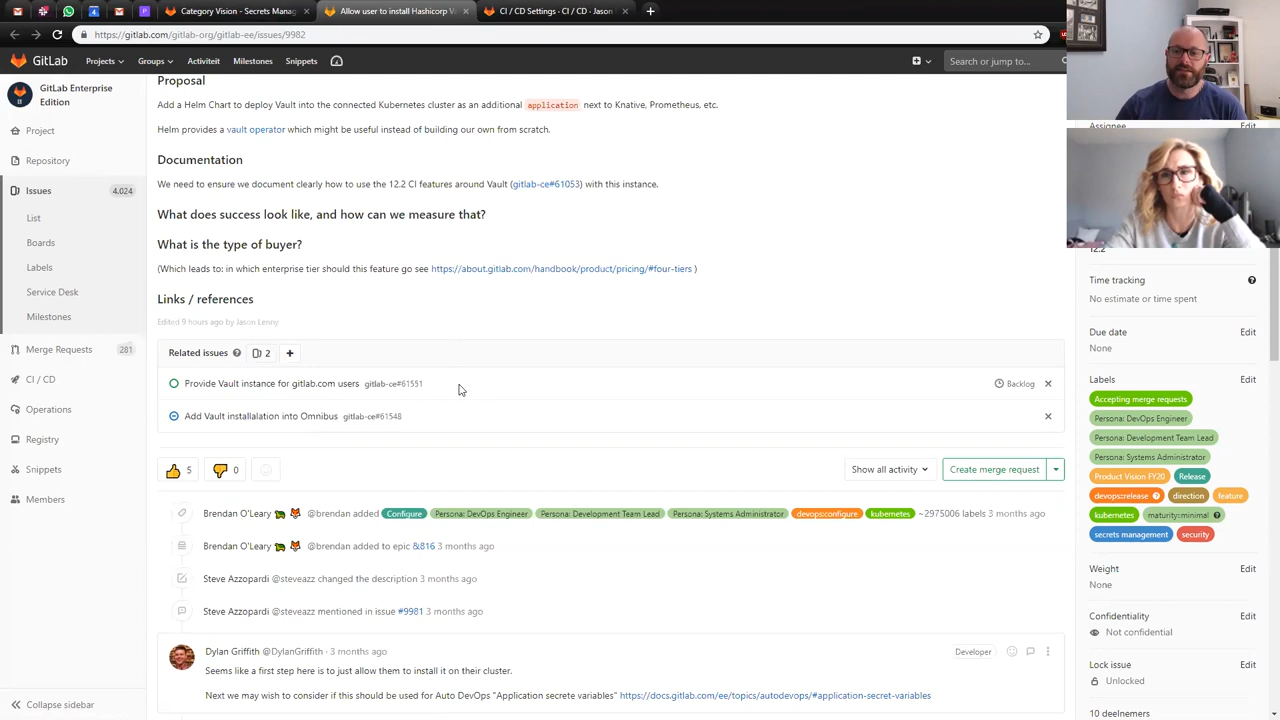 Category Vision - Secrets Manag
Allow user to install Hashicorp V
CI / CD Settings - CI / CD - Jason
https://gitlab.com/gitlab-org/gitlab-ee/issues/9982
GitLab
Projects
Groups
Activiteit
Milestones
Snippets
Search or jump to...
GitLab Enterprise
Edition
Project
Repository
Issues
4.024
List
Boards
Labels
Service Desk
Milestones
Merge Requests
281
CI / CD
Operations
Registry
Snippets
Members
Collapse sidebar
Proposal
Add a Helm Chart to deploy Vault into the connected Kubernetes cluster as an additional application next to Knative, Prometheus, etc.
Helm provides a vault operator which might be useful instead of building our own from scratch.
Documentation
We need to ensure we document clearly how to use the 12.2 CI features around Vault (gitlab-ce#61053) with this instance.
What does success look like, and how can we measure that?
What is the type of buyer?
(Which leads to: in which enterprise tier should this feature go see https://about.gitlab.com/handbook/product/pricing/#four-tiers )
Links / references
Edited 9 hours ago by Jason Lenny
Related issues
2
Provide Vault instance for gitlab.com users gitlab-ce#61551
Backlog
Add Vault installalation into Omnibus gitlab-ce#61548
5
0
Show all activity
Create merge request
Brendan O'Leary @brendan added Configure Persona: DevOps Engineer Persona: Development Team Lead Persona: Systems Administrator devops::configure kubernetes ~2975006 labels 3 months ago
Brendan O'Leary @brendan added to epic &816 3 months ago
Steve Azzopardi @steveazz changed the description 3 months ago
Steve Azzopardi @steveazz mentioned in issue #9981 3 months ago
Dylan Griffith @DylanGriffith · 3 months ago
Developer
Seems like a first step here is to just allow them to install it on their cluster.
Next we may wish to consider if this should be used for Auto DevOps "Application secrete variables" https://docs.gitlab.com/ee/topics/autodevops/#application-secret-variables
Assignee
Edit
12.2
Time tracking
No estimate or time spent
Due date
Edit
None
Labels
Edit
Accepting merge requests
Persona: DevOps Engineer
Persona: Development Team Lead
Persona: Systems Administrator
Product Vision FY20
Release
devops::release
direction
feature
kubernetes
maturity::minimal
secrets management
security
Weight
Edit
None
Confidentiality
Edit
Not confidential
Lock issue
Edit
Unlocked
10 deelnemers